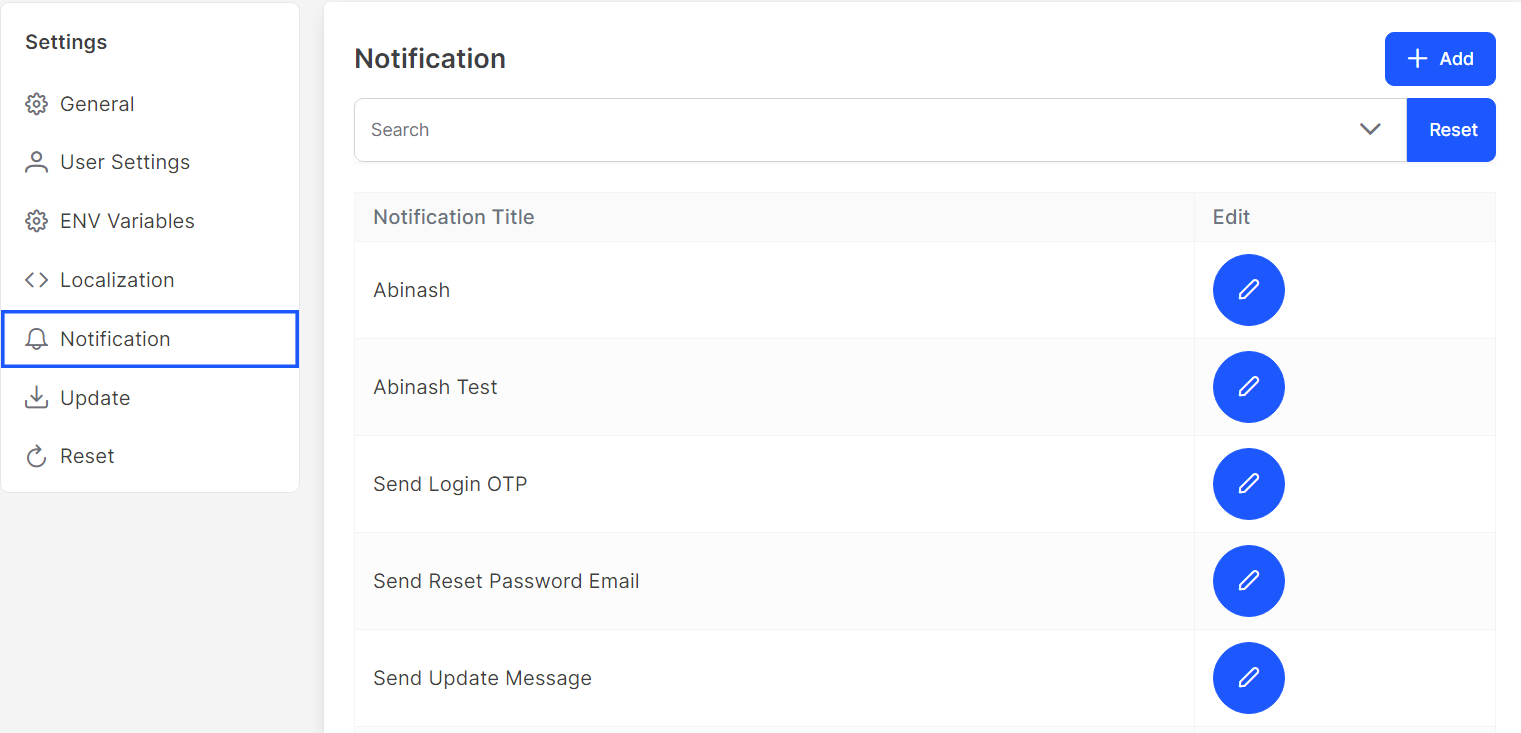 Settings
General
User Settings
ENV Variables
Localization
Notification
Update
Reset
Notification
Add
Search
Reset
Notification Title Edit
Abinash
Abinash Test
Send Login OTP
Send Reset Password Email
Send Update Message